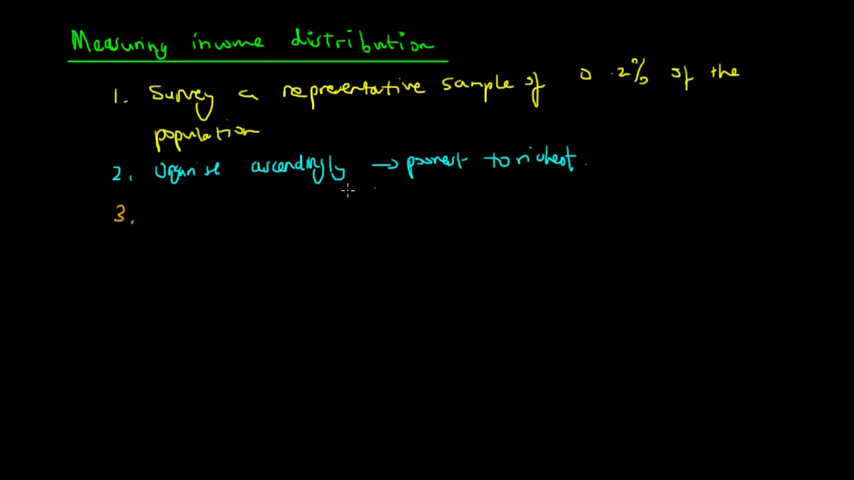 Measuring income distribution
1. Survey a representative sample of 0.2% of the
population
2. Organise ascendingly → poorest to richest.
3.